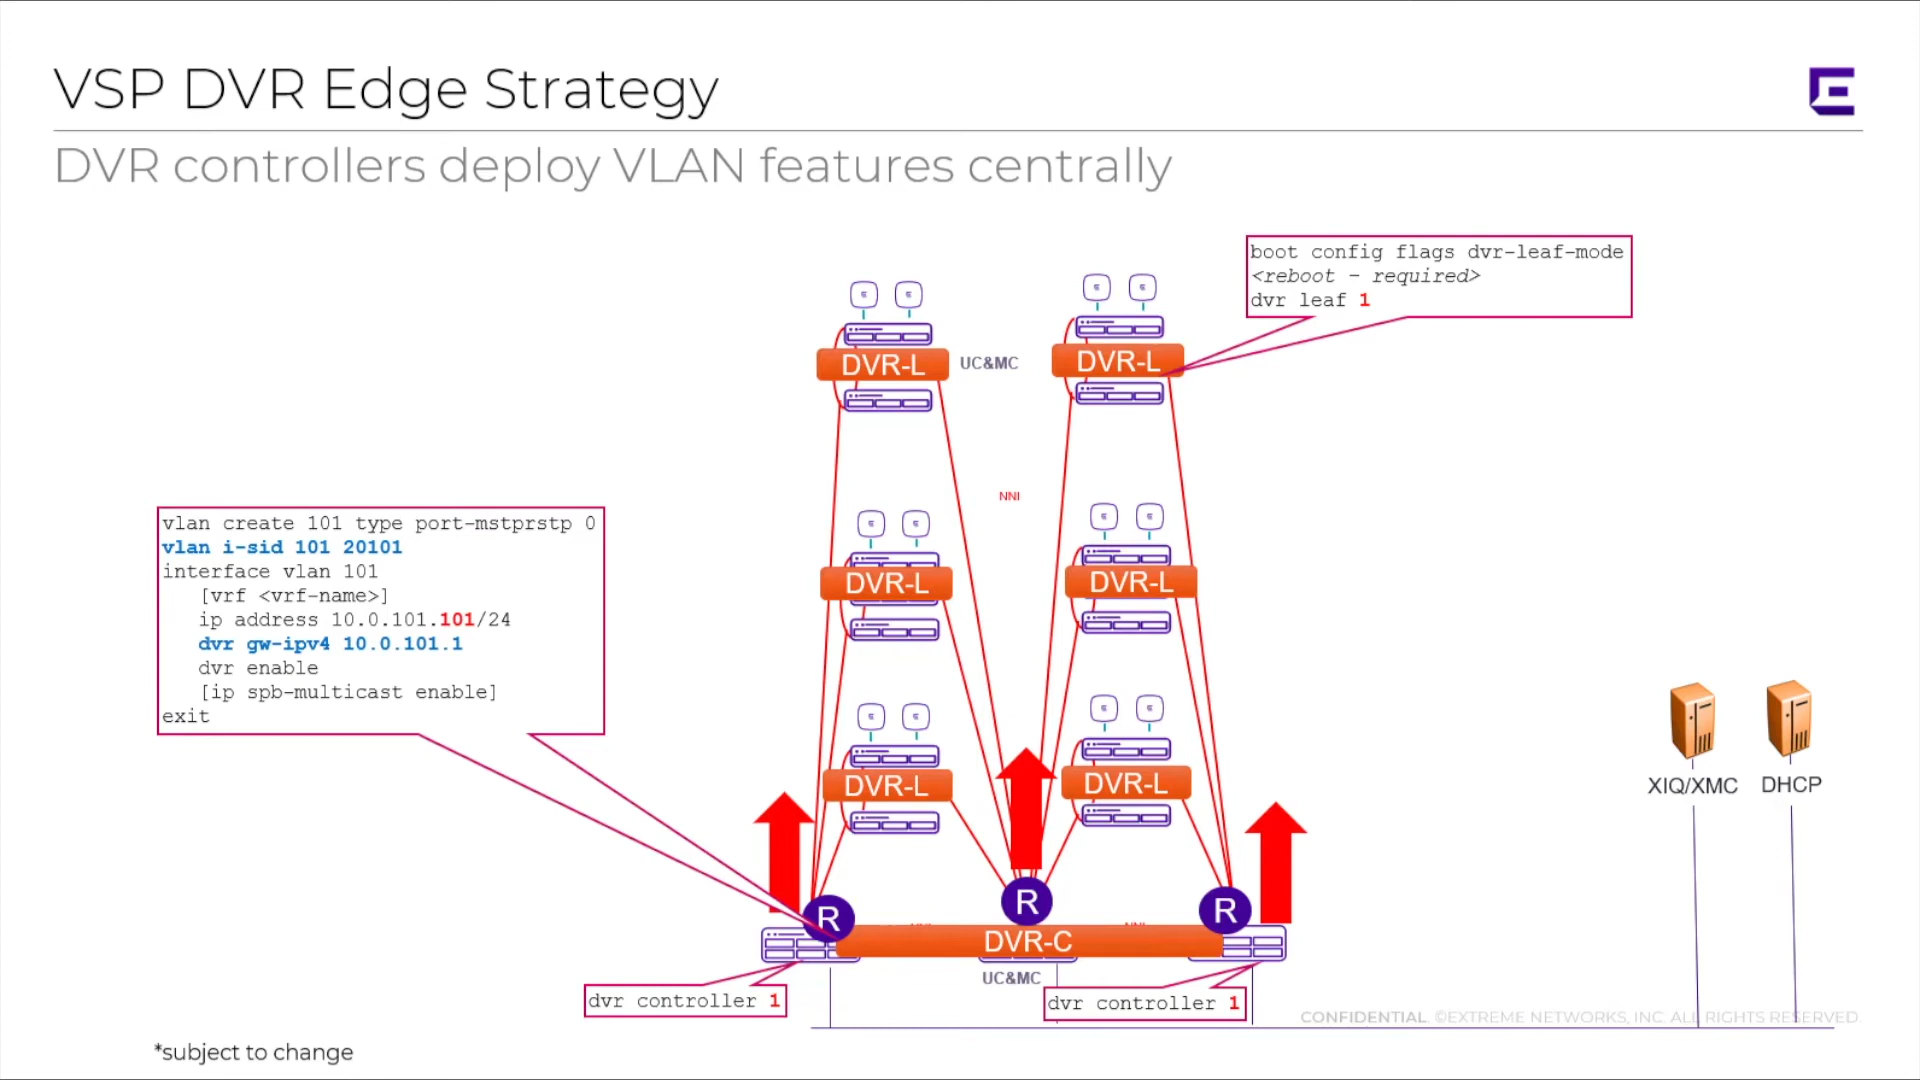 VSP DVR Edge Strategy
DVR controllers deploy VLAN features centrally
boot config flags dvr-leaf-mode
<reboot – required>
dvr leaf 1
DVR-L
UC&MC
DVR-L
NNI
vlan create 101 type port-mstprstp 0
vlan i-sid 101 20101
interface vlan 101
[vrf <vrf-name>]
ip address 10.0.101.101/24
dvr gw-ipv4 10.0.101.1
dvr enable
[ip spb-multicast enable]
exit
DVR-L
DVR-L
DVR-L
DVR-L
XIQ/XMC
DHCP
R
R
R
DVR-C
UC&MC
dvr controller 1
dvr controller 1
CONFIDENTIAL. ©EXTREME NETWORKS, INC. ALL RIGHTS RESERVED.
*subject to change